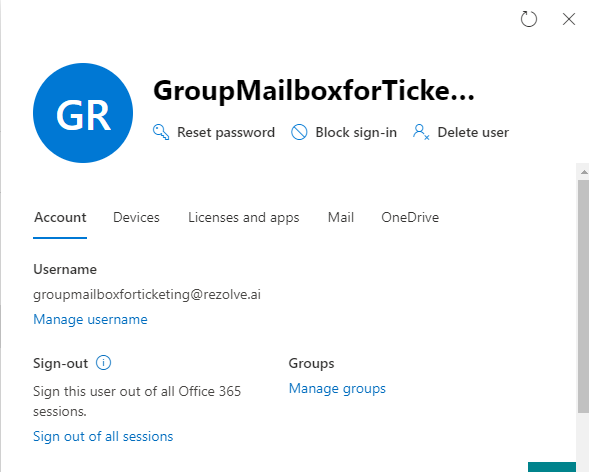 GR
GroupMailboxforTicke...
Reset password
Block sign-in
Delete user
Account
Devices
Licenses and apps
Mail
OneDrive
Username
groupmailboxforticketing@rezolve.ai
Manage username
Sign-out
Groups
Sign this user out of all Office 365
sessions.
Manage groups
Sign out of all sessions